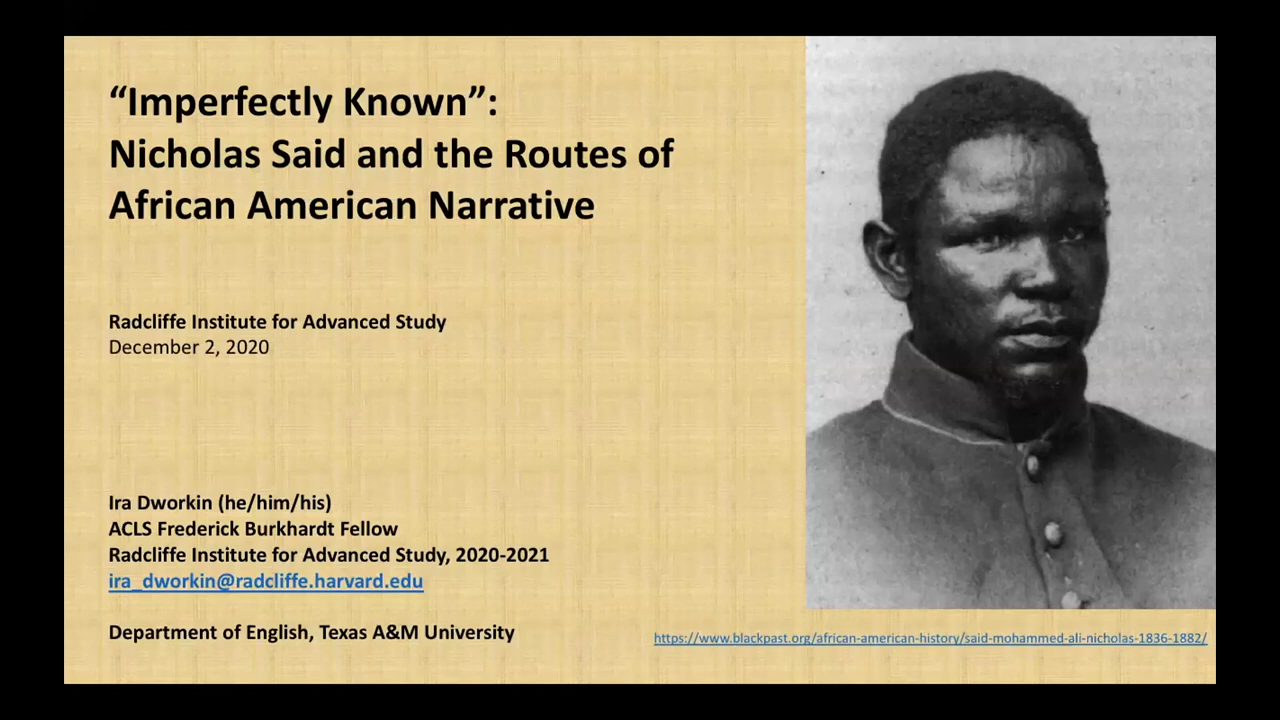 “Imperfectly Known”:
Nicholas Said and the Routes of
African American Narrative
Radcliffe Institute for Advanced Study
December 2, 2020
Ira Dworkin (he/him/his)
ACLS Frederick Burkhardt Fellow
Radcliffe Institute for Advanced Study, 2020-2021
ira_dworkin@radcliffe.harvard.edu
Department of English, Texas A&M University
https://www.blackpast.org/african-american-history/said-mohammed-ali-nicholas-1836-1882/